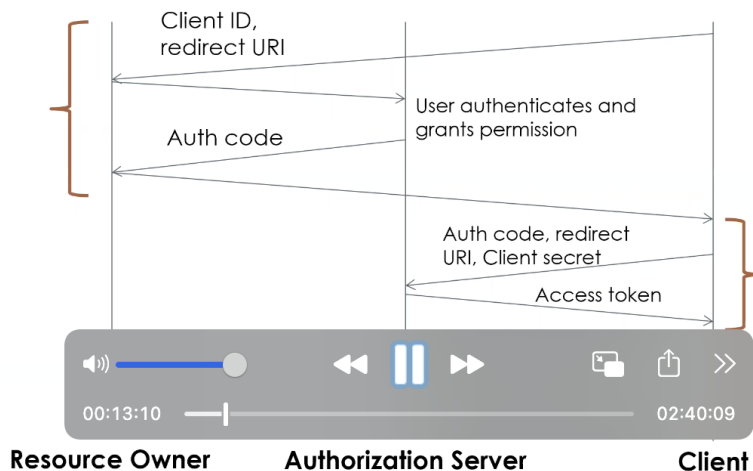 Client ID,
redirect URI
User authenticates and
grants permission
Auth code
Auth code, redirect
URI, Client secret
Access token
00:13:10
02:40:09
Resource Owner
Authorization Server
Client